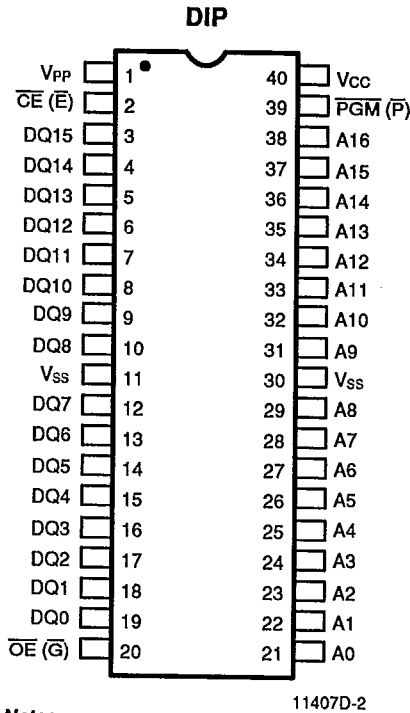 DIP
VPP 1 40 VCC
C̅E̅ (E̅) 2 39 P̅G̅M̅ (P̅)
DQ15 3 38 A16
DQ14 4 37 A15
DQ13 5 36 A14
DQ12 6 35 A13
DQ11 7 34 A12
DQ10 8 33 A11
DQ9 9 32 A10
DQ8 10 31 A9
VSS 11 30 VSS
DQ7 12 29 A8
DQ6 13 28 A7
DQ5 14 27 A6
DQ4 15 26 A5
DQ3 16 25 A4
DQ2 17 24 A3
DQ1 18 23 A2
DQ0 19 22 A1
O̅E̅ (G̅) 20 21 A0
11407D-2